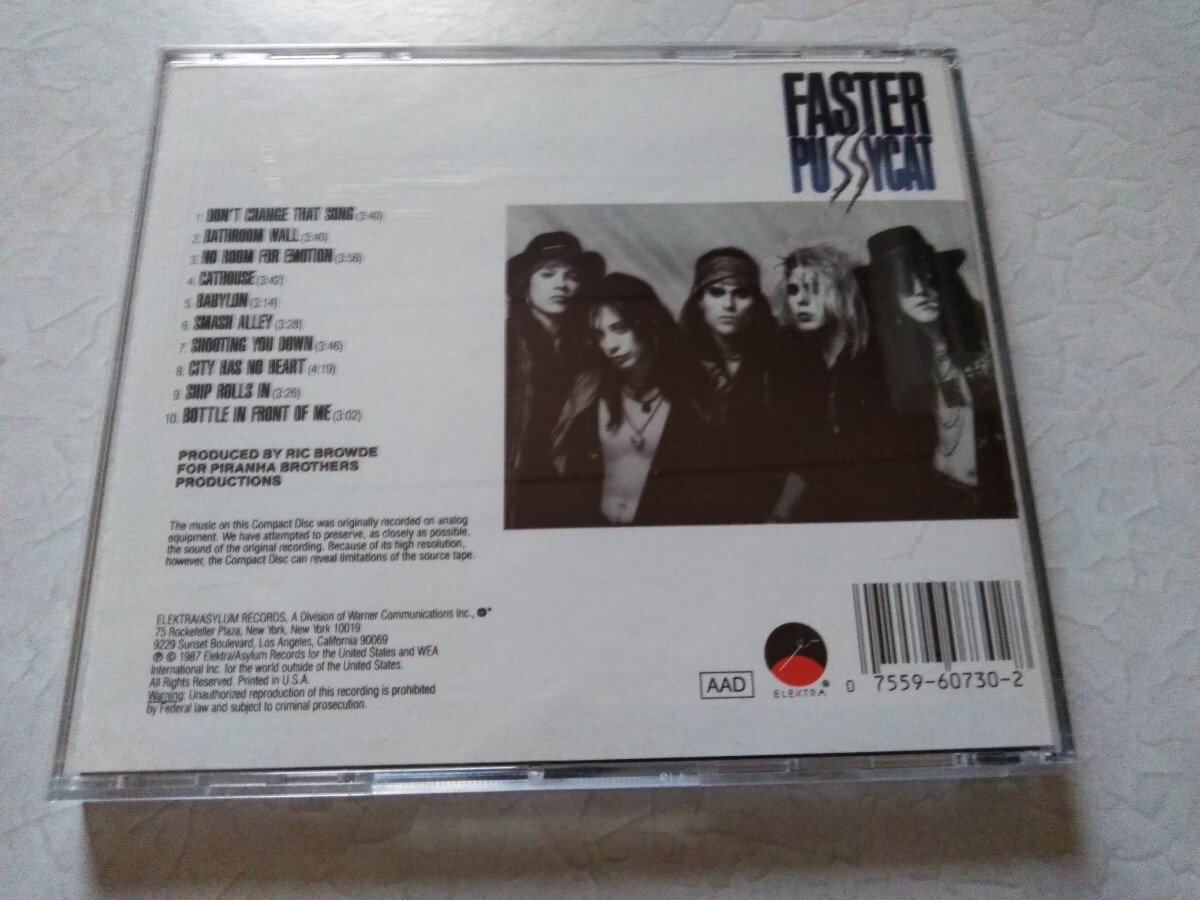 FASTER
PUSSYCAT
1. DON'T CHANGE THAT SONG (3:40)
2. BATHROOM WALL (3:40)
3. NO ROOM FOR EMOTION (3:56)
4. CATHOUSE (3:42)
5. BABYLON (3:14)
6. SMASH ALLEY (3:28)
7. SHOOTING YOU DOWN (3:46)
8. CITY HAS NO HEART (4:19)
9. SHIP ROLLS IN (3:26)
10. BOTTLE IN FRONT OF ME (3:02)
PRODUCED BY RIC BROWDE
FOR PIRANHA BROTHERS
PRODUCTIONS
The music on this Compact Disc was originally recorded on analog
equipment. We have attempted to preserve, as closely as possible,
the sound of the original recording. Because of its high resolution,
however, the Compact Disc can reveal limitations of the source tape.
ELEKTRA/ASYLUM RECORDS, A Division of Warner Communications Inc.,
75 Rockefeller Plaza, New York, New York 10019
9229 Sunset Boulevard, Los Angeles, California 90069
℗ © 1987 Elektra/Asylum Records for the United States and WEA
International Inc. for the world outside of the United States.
All Rights Reserved. Printed in U.S.A.
Warning: Unauthorized reproduction of this recording is prohibited
by Federal law and subject to criminal prosecution.
AAD
ELEKTRA
0 7559-60730-2